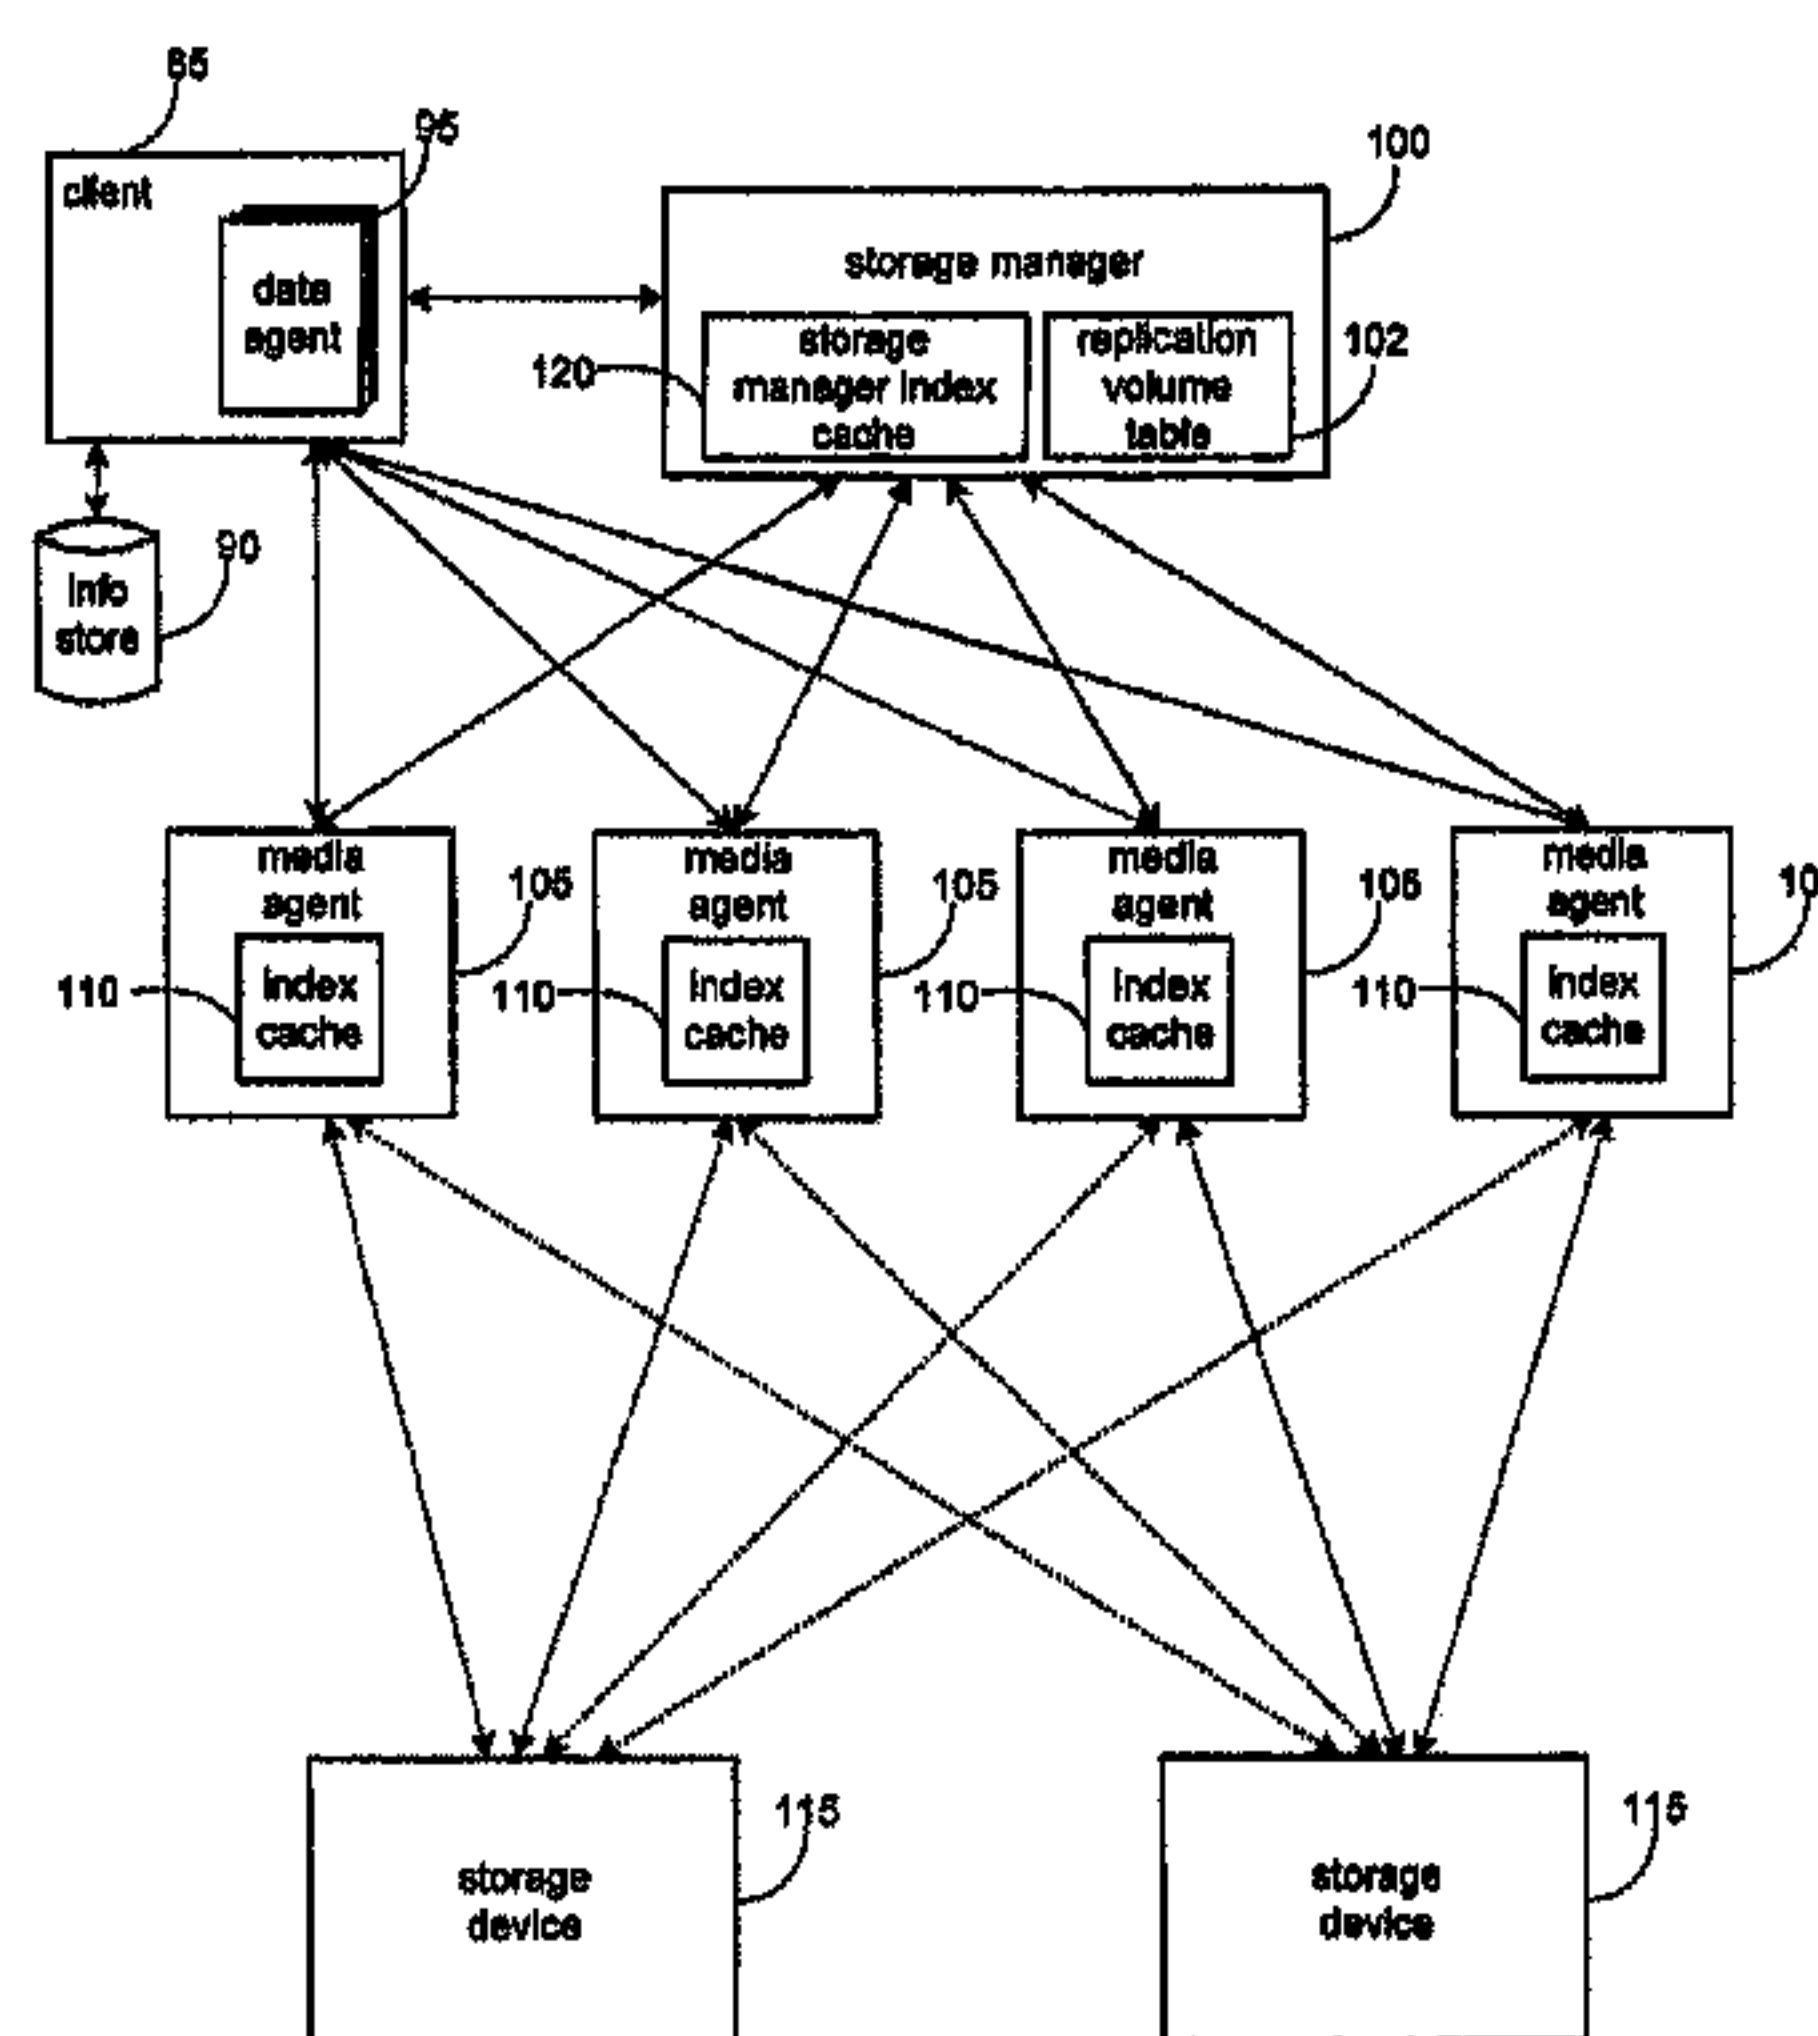 85
95
100
client
data
agent
storage manager
120
storage
manager index
cache
replication
volume
table
102
90
info
store
media
agent
105
index
cache
110
media
agent
105
index
cache
110
media
agent
105
index
cache
110
media
agent
10
index
cache
110
storage
device
115
storage
device
115